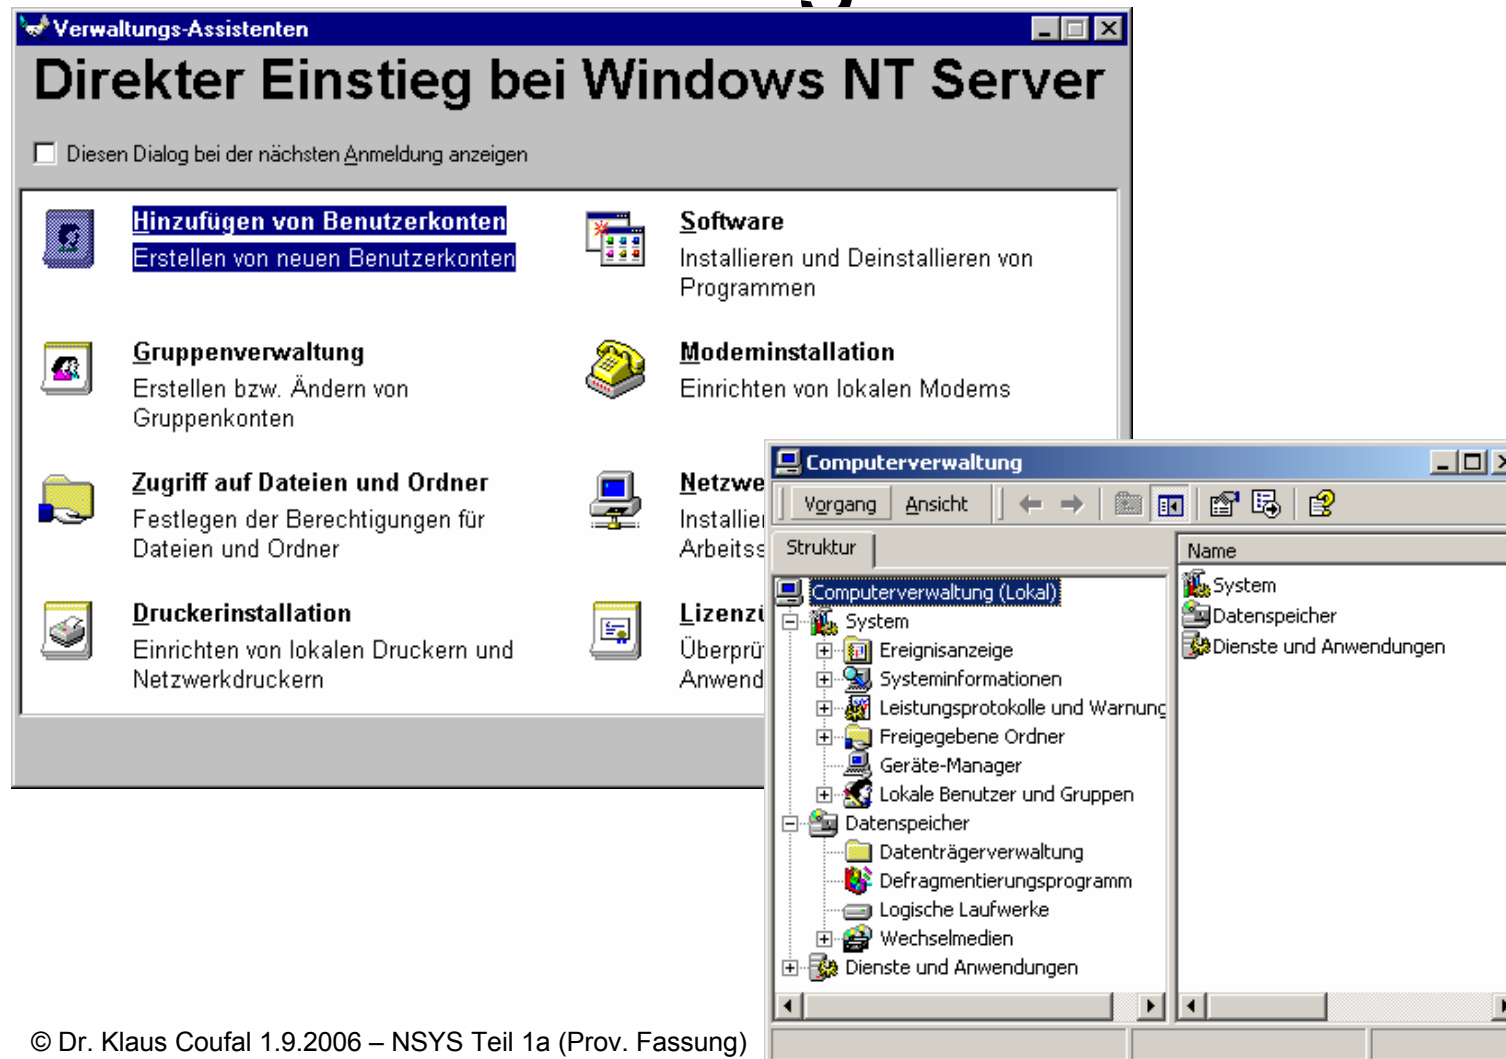 Verwaltungs-Assistenten
Direkter Einstieg bei Windows NT Server
Diesen Dialog bei der nächsten Anmeldung anzeigen
Hinzufügen von Benutzerkonten
Erstellen von neuen Benutzerkonten
Software
Installieren und Deinstallieren von
Programmen
Gruppenverwaltung
Erstellen bzw. Ändern von
Gruppenkonten
Modeminstallation
Einrichten von lokalen Modems
Zugriff auf Dateien und Ordner
Festlegen der Berechtigungen für
Dateien und Ordner
Druckerinstallation
Einrichten von lokalen Druckern und
Netzwerkdruckern
Computerverwaltung
Vorgang Ansicht
Struktur
Computerverwaltung (Lokal)
System
Ereignisanzeige
Systeminformationen
Leistungsprotokolle und Warnung
Freigegebene Ordner
Geräte-Manager
Lokale Benutzer und Gruppen
Datenspeicher
Datenträgerverwaltung
Defragmentierungsprogramm
Logische Laufwerke
Wechselmedien
Dienste und Anwendungen
Name
System
Datenspeicher
Dienste und Anwendungen
© Dr. Klaus Coufal 1.9.2006 – NSYS Teil 1a (Prov. Fassung)